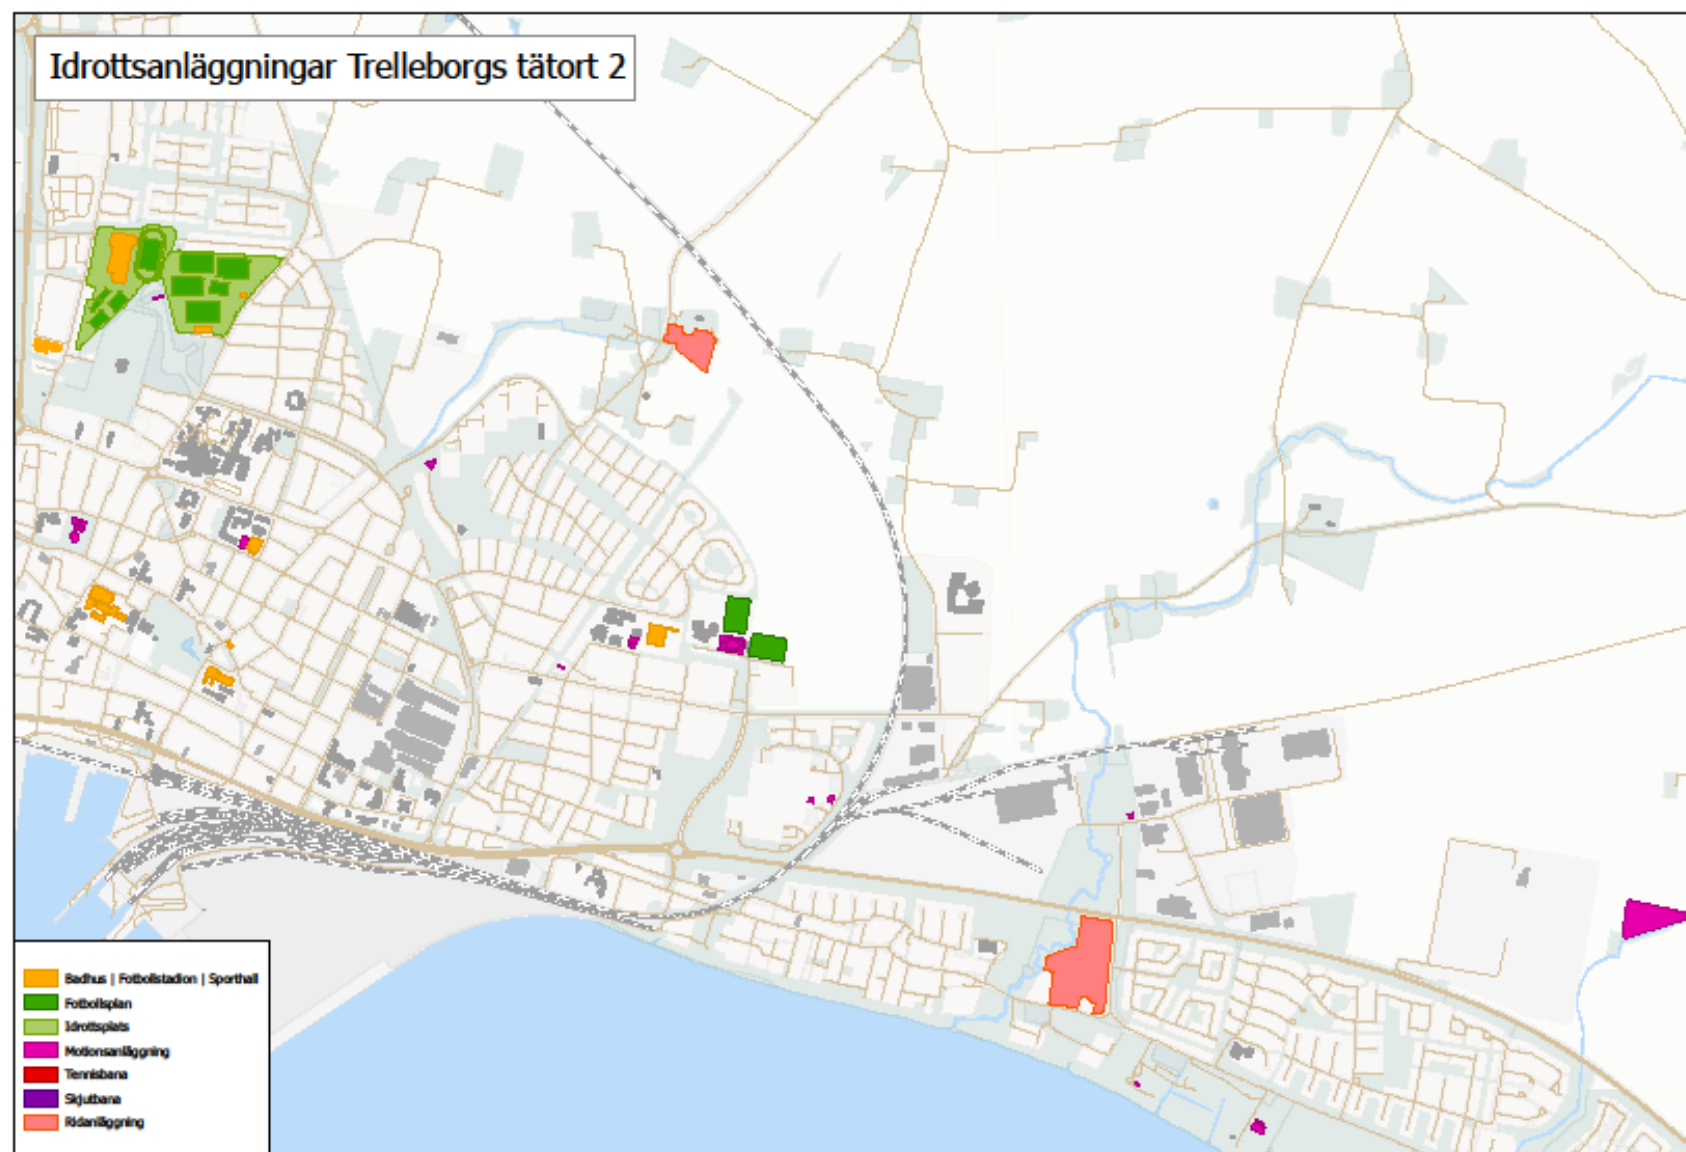 Idrottsanläggningar Trelleborgs tätort 2
Badhus | Fotbollstadion | Sporthall
Fotbollsplan
Idrottsplats
Motionsanläggning
Tennisbana
Skjutbana
Ridanläggning